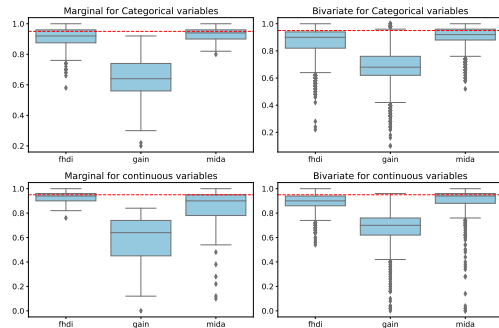 Marginal for Categorical variables
1.0
0.8
0.6
0.4
0.2
fhdi
gain
mida
Bivariate for Categorical variables
1.0
0.8
0.6
0.4
0.2
fhdi
gain
mida
Marginal for continuous variables
1.0
0.8
0.6
0.4
0.2
0.0
fhdi
gain
mida
Bivariate for continuous variables
1.0
0.8
0.6
0.4
0.2
0.0
fhdi
gain
mida